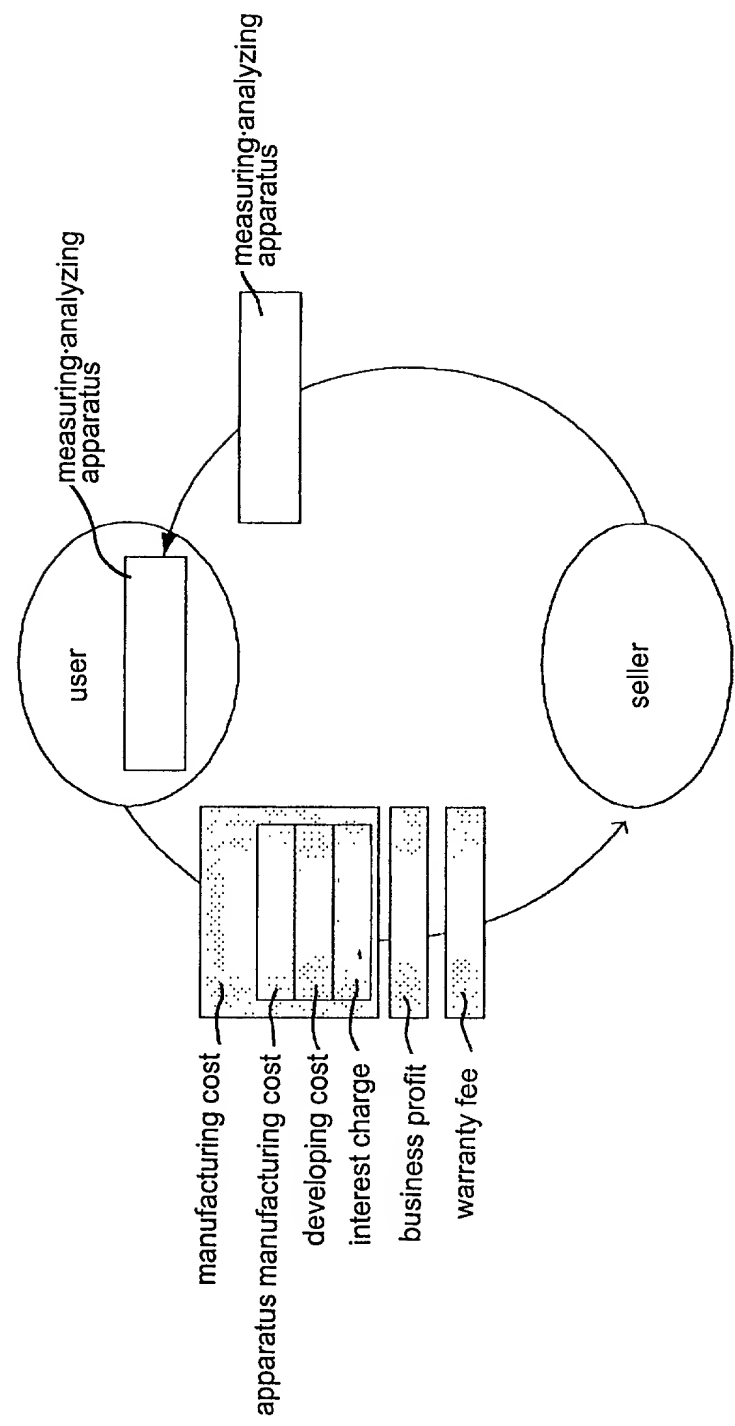 measuring·analyzing
apparatus
measuring·analyzing
apparatus
user
seller
manufacturing cost
apparatus manufacturing cost
developing cost
interest charge
business profit
warranty fee